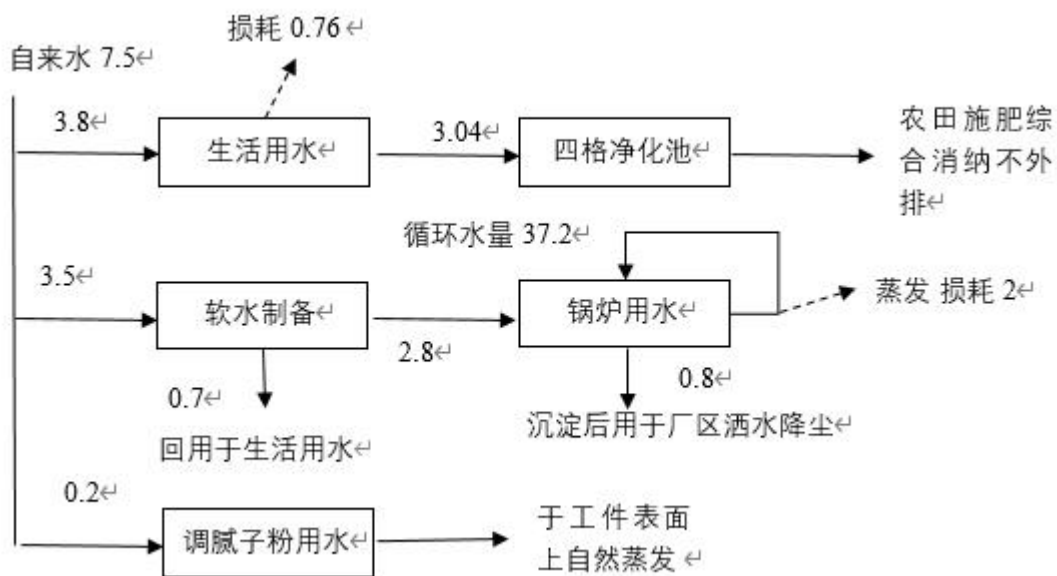 损耗 0.76
自来水 7.5
3.8
生活用水
3.04
四格净化池
农田施肥综
合消纳不外
排
循环水量 37.2
3.5
软水制备
2.8
锅炉用水
蒸发 损耗 2
0.7
回用于生活用水
0.8
沉淀后用于厂区洒水降尘
0.2
调腻子粉用水
于工件表面
上自然蒸发